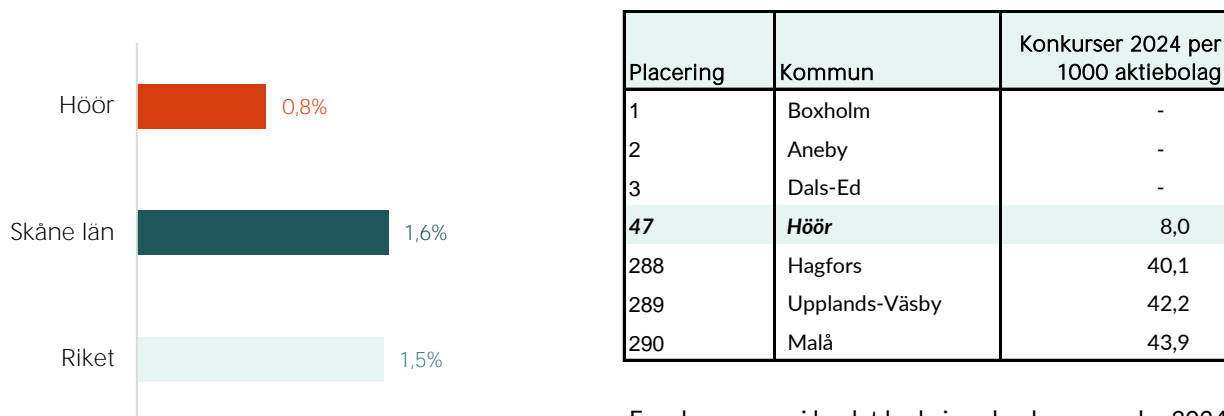 Höör 0,8%
Skåne län 1,6%
Riket 1,5%
Placering Kommun Konkurser 2024 per
1000 aktiebolag
1 Boxholm -
2 Aneby -
3 Dals-Ed -
47 Höör 8,0
288 Hagfors 40,1
289 Upplands-Väsby 42,2
290 Malå 43,9